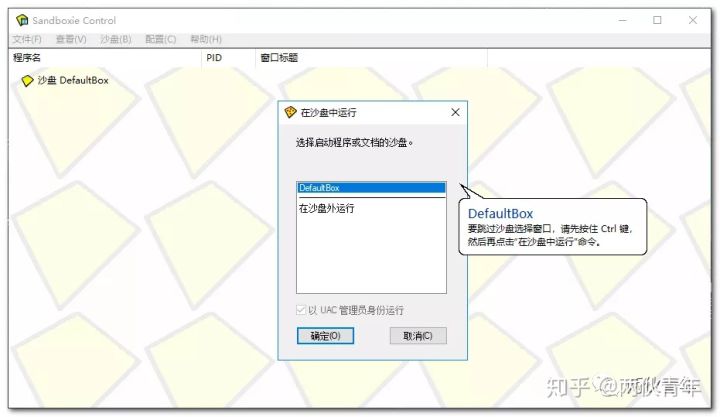 Sandboxie Control
文件(F) 查看(V) 沙盘(B) 配置(C) 帮助(H)
程序名 PID 窗口标题
沙盘 DefaultBox
在沙盘中运行
选择启动程序或文档的沙盘。
DefaultBox
在沙盘外运行
DefaultBox
要跳过沙盘选择窗口，请先按住 Ctrl 键，
然后再点击“在沙盘中运行”命令。
以 UAC 管理员身份运行
确定(O) 取消(C)
知乎 @两伙青年